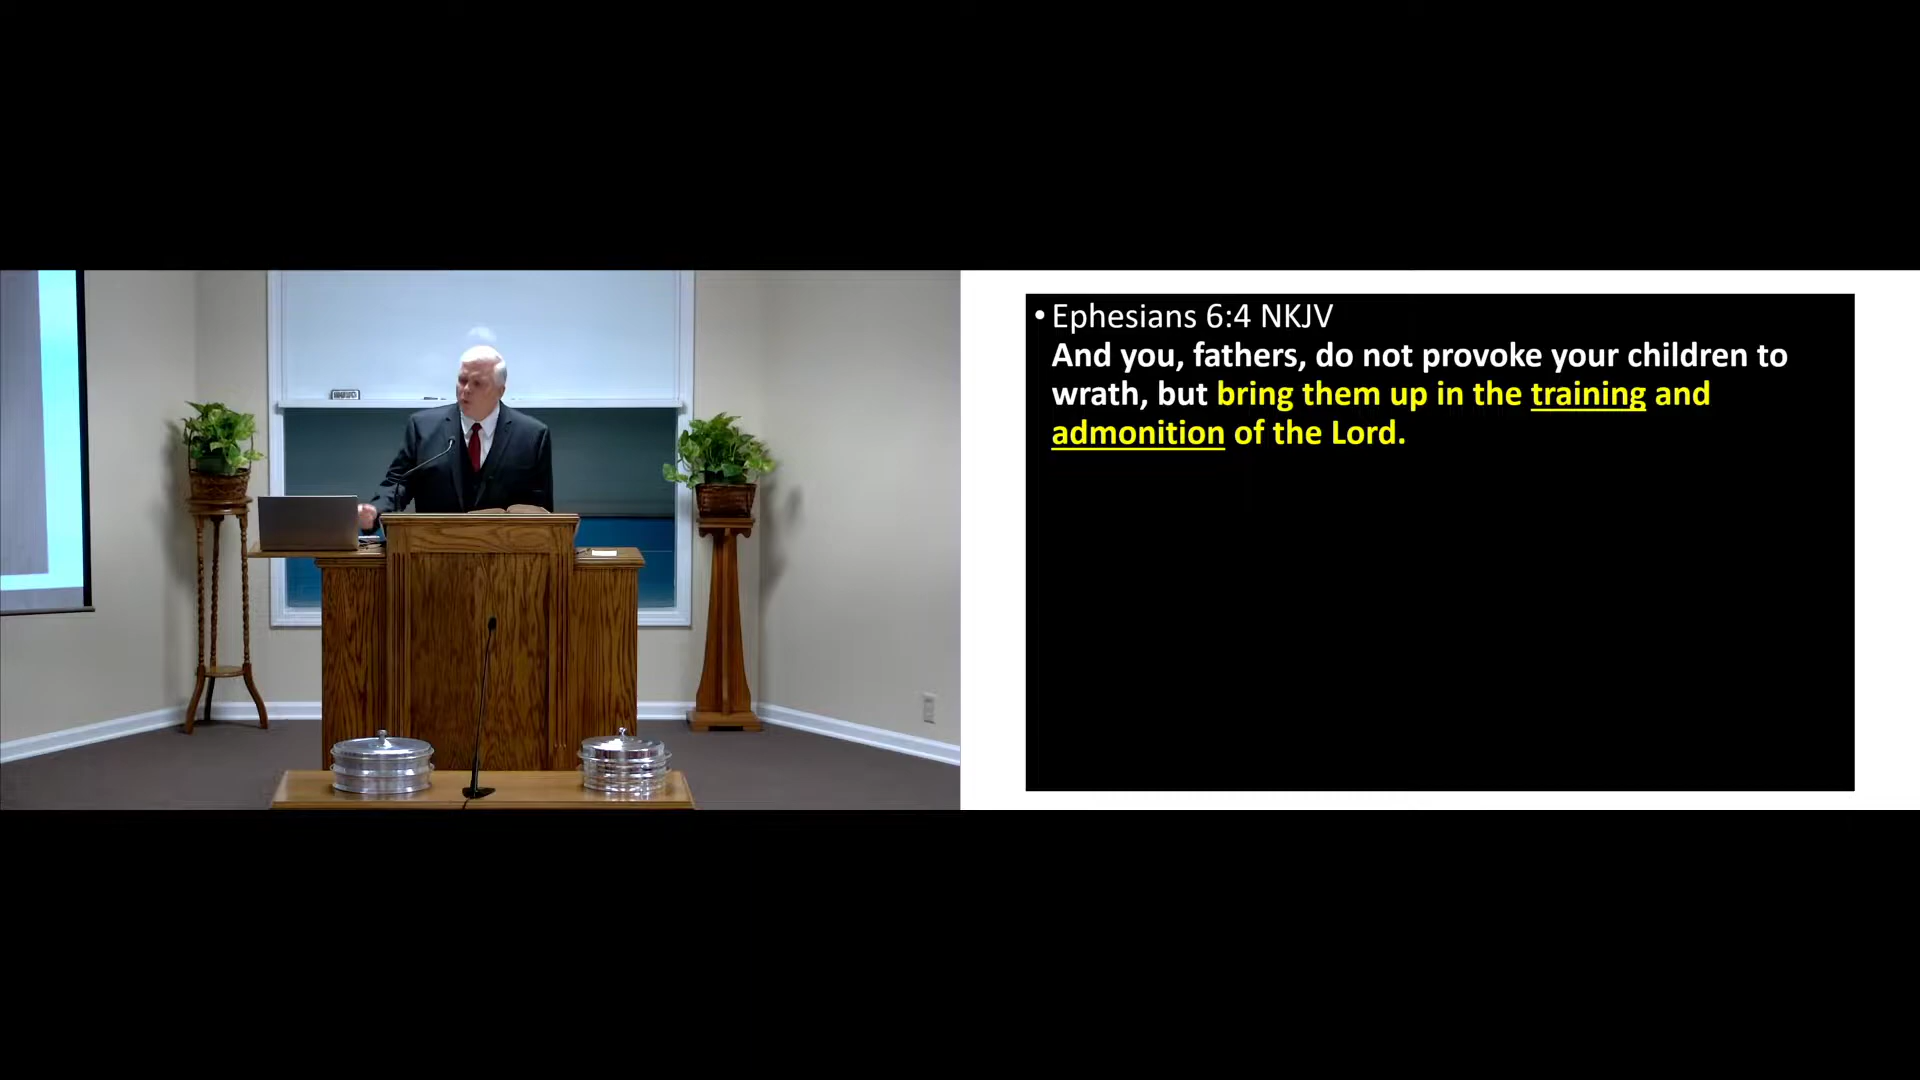 • Ephesians 6:4 NKJV
And you, fathers, do not provoke your children to
wrath, but bring them up in the training and
admonition of the Lord.